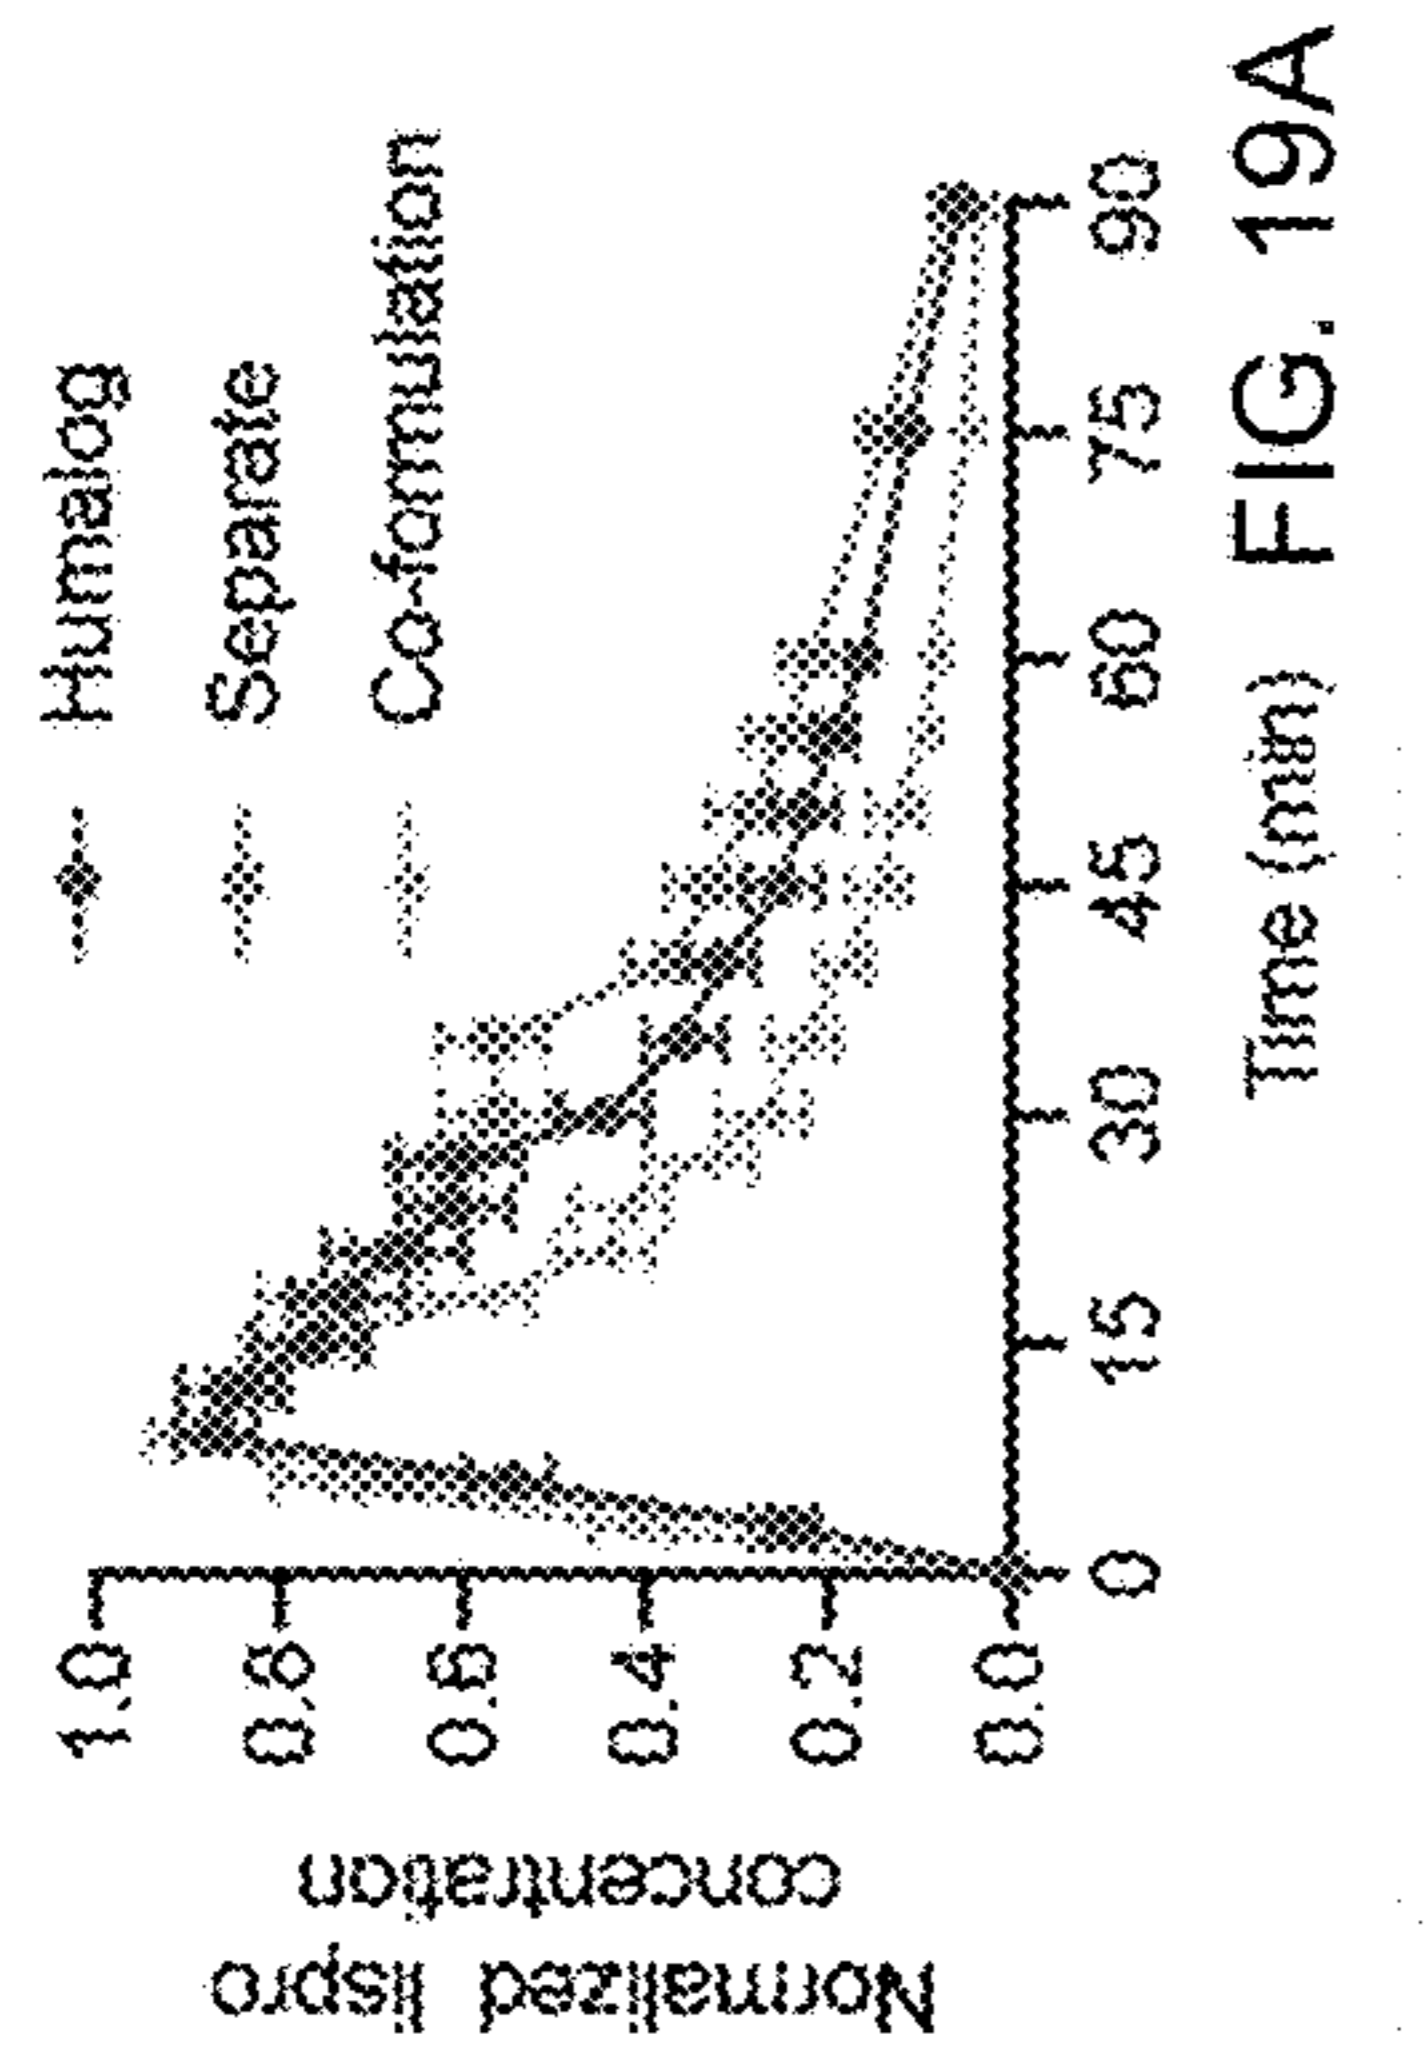 Normalized lispro
concentration
1.0
0.8
0.6
0.4
0.2
0.0
Humalog
Separate
Co-formulation
0
15
30
45
60
75
90
Time (min)
FIG. 19A